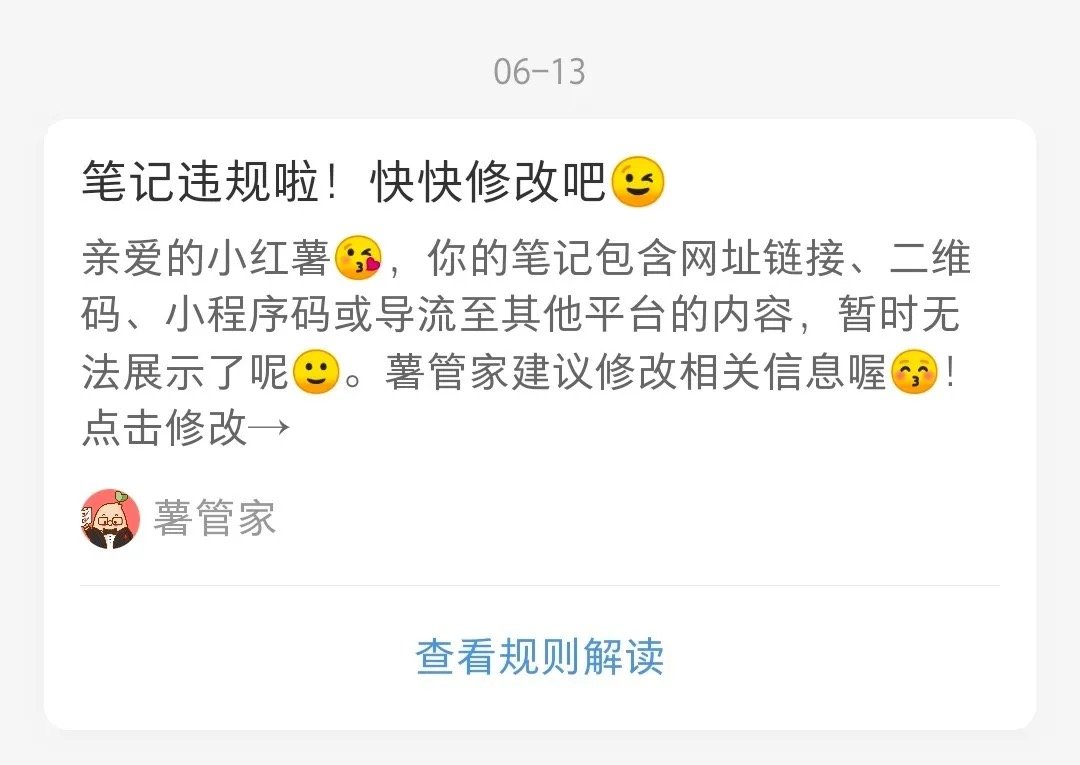 06-13
笔记违规啦！快快修改吧😉
亲爱的小红薯😘，你的笔记包含网址链接、二维
码、小程序码或导流至其他平台的内容，暂时无
法展示了呢🙂。薯管家建议修改相关信息喔😚！
点击修改→
薯管家
查看规则解读